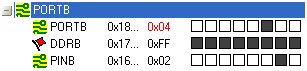 PORTB
PORTB 0x18... 0x04
DDRB 0x17... 0xFF
PINB 0x16... 0x02